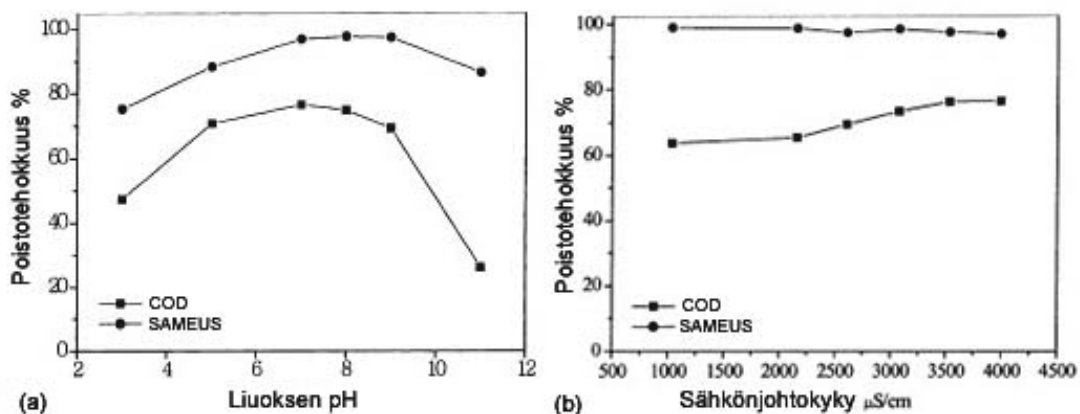 Poistotehokkuus %
100
80
60
40
20
0
COD
SAMEUS
2 4 6 8 10 12
(a) Liuoksen pH
Poistotehokkuus %
100
80
60
40
20
0
COD
SAMEUS
500 1000 1500 2000 2500 3000 3500 4000 4500
(b) Sähkönjohtokyky µS/cm